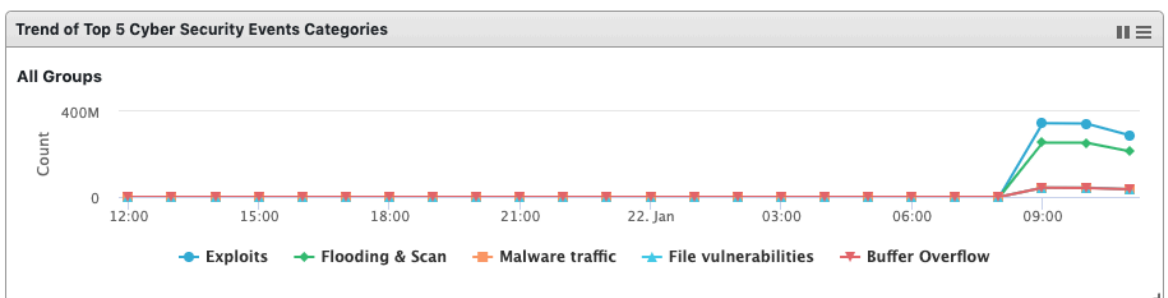 Trend of Top 5 Cyber Security Events Categories
All Groups
400M
Count
0
12:00 15:00 18:00 21:00 22. Jan 03:00 06:00 09:00
Exploits Flooding & Scan Malware traffic File vulnerabilities Buffer Overflow